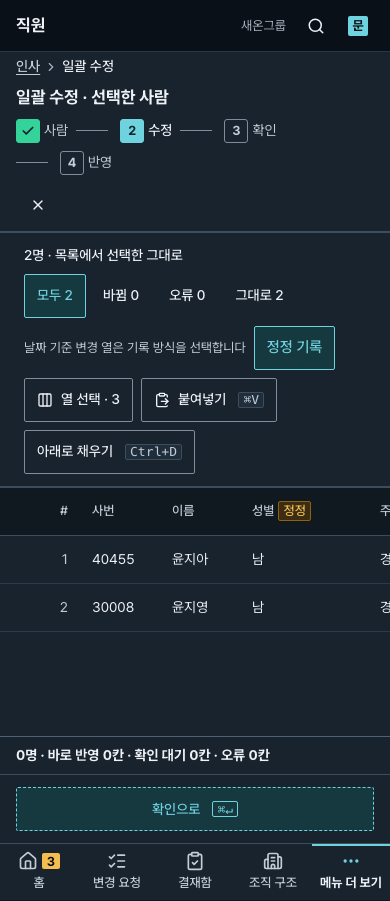 직원
새온그룹
문
인사 > 일괄 수정
일괄 수정 · 선택한 사람
사람
2 수정
3 확인
4 반영
2명 · 목록에서 선택한 그대로
모두 2
바뀜 0
오류 0
그대로 2
날짜 기준 변경 열은 기록 방식을 선택합니다
정정 기록
열 선택 · 3
붙여넣기 ⌘V
아래로 채우기 Ctrl+D
# 사번 이름 성별 정정
1 40455 윤지아 남
2 30008 윤지영 남
0명 · 바로 반영 0칸 · 확인 대기 0칸 · 오류 0칸
확인으로 ⌘↵
3
홈
변경 요청
결재함
조직 구조
메뉴 더 보기